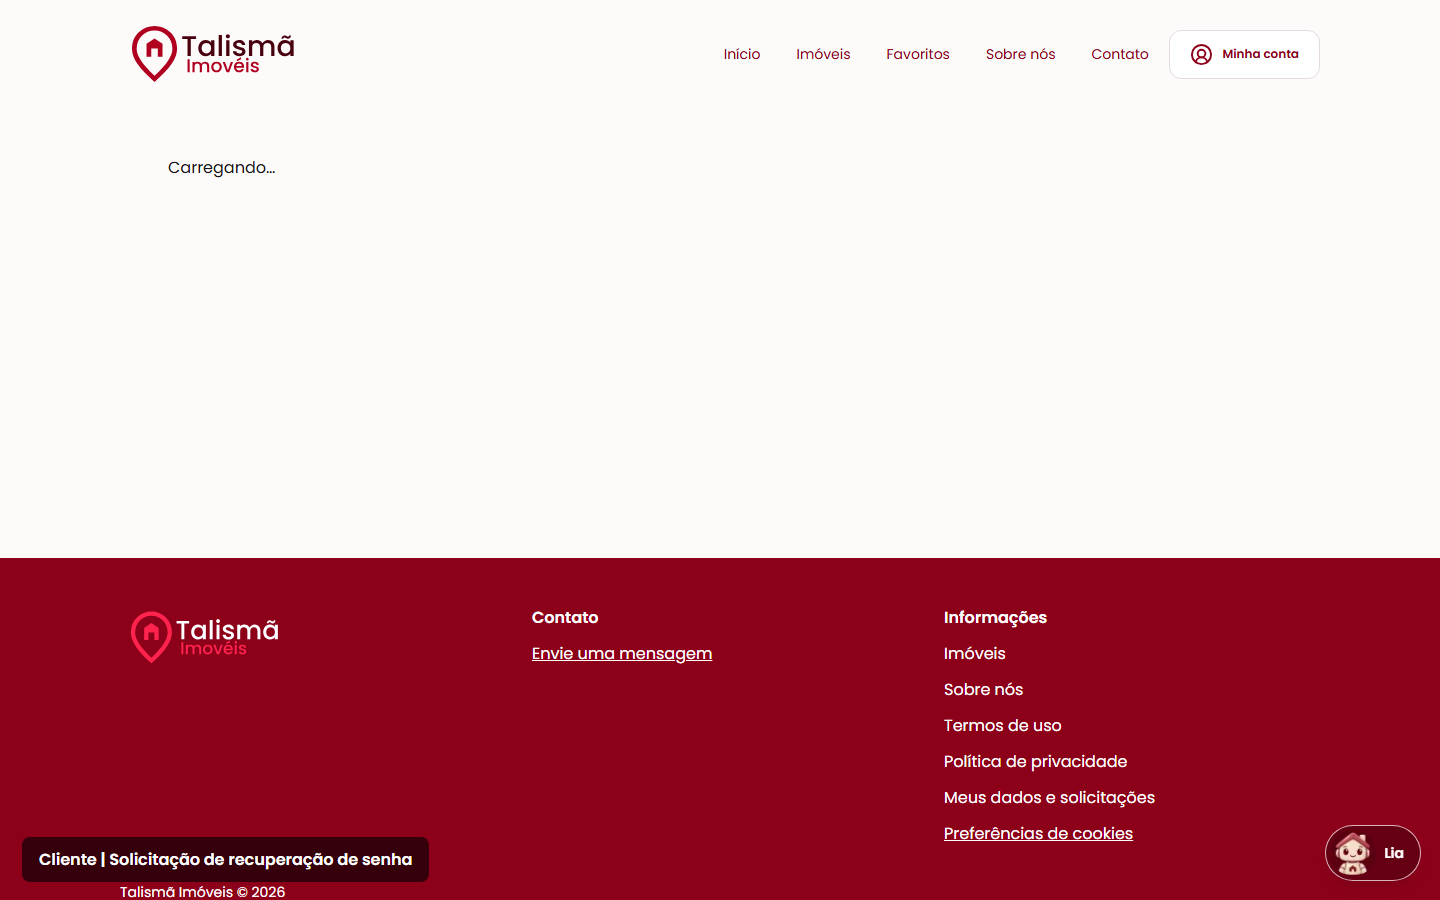 Talismã
Imovéis
Início
Imóveis
Favoritos
Sobre nós
Contato
Minha conta
Carregando...
Talismã
Imovéis
Contato
Envie uma mensagem
Informações
Imóveis
Sobre nós
Termos de uso
Política de privacidade
Meus dados e solicitações
Preferências de cookies
Cliente | Solicitação de recuperação de senha
Lia
Talismã Imóveis © 2026